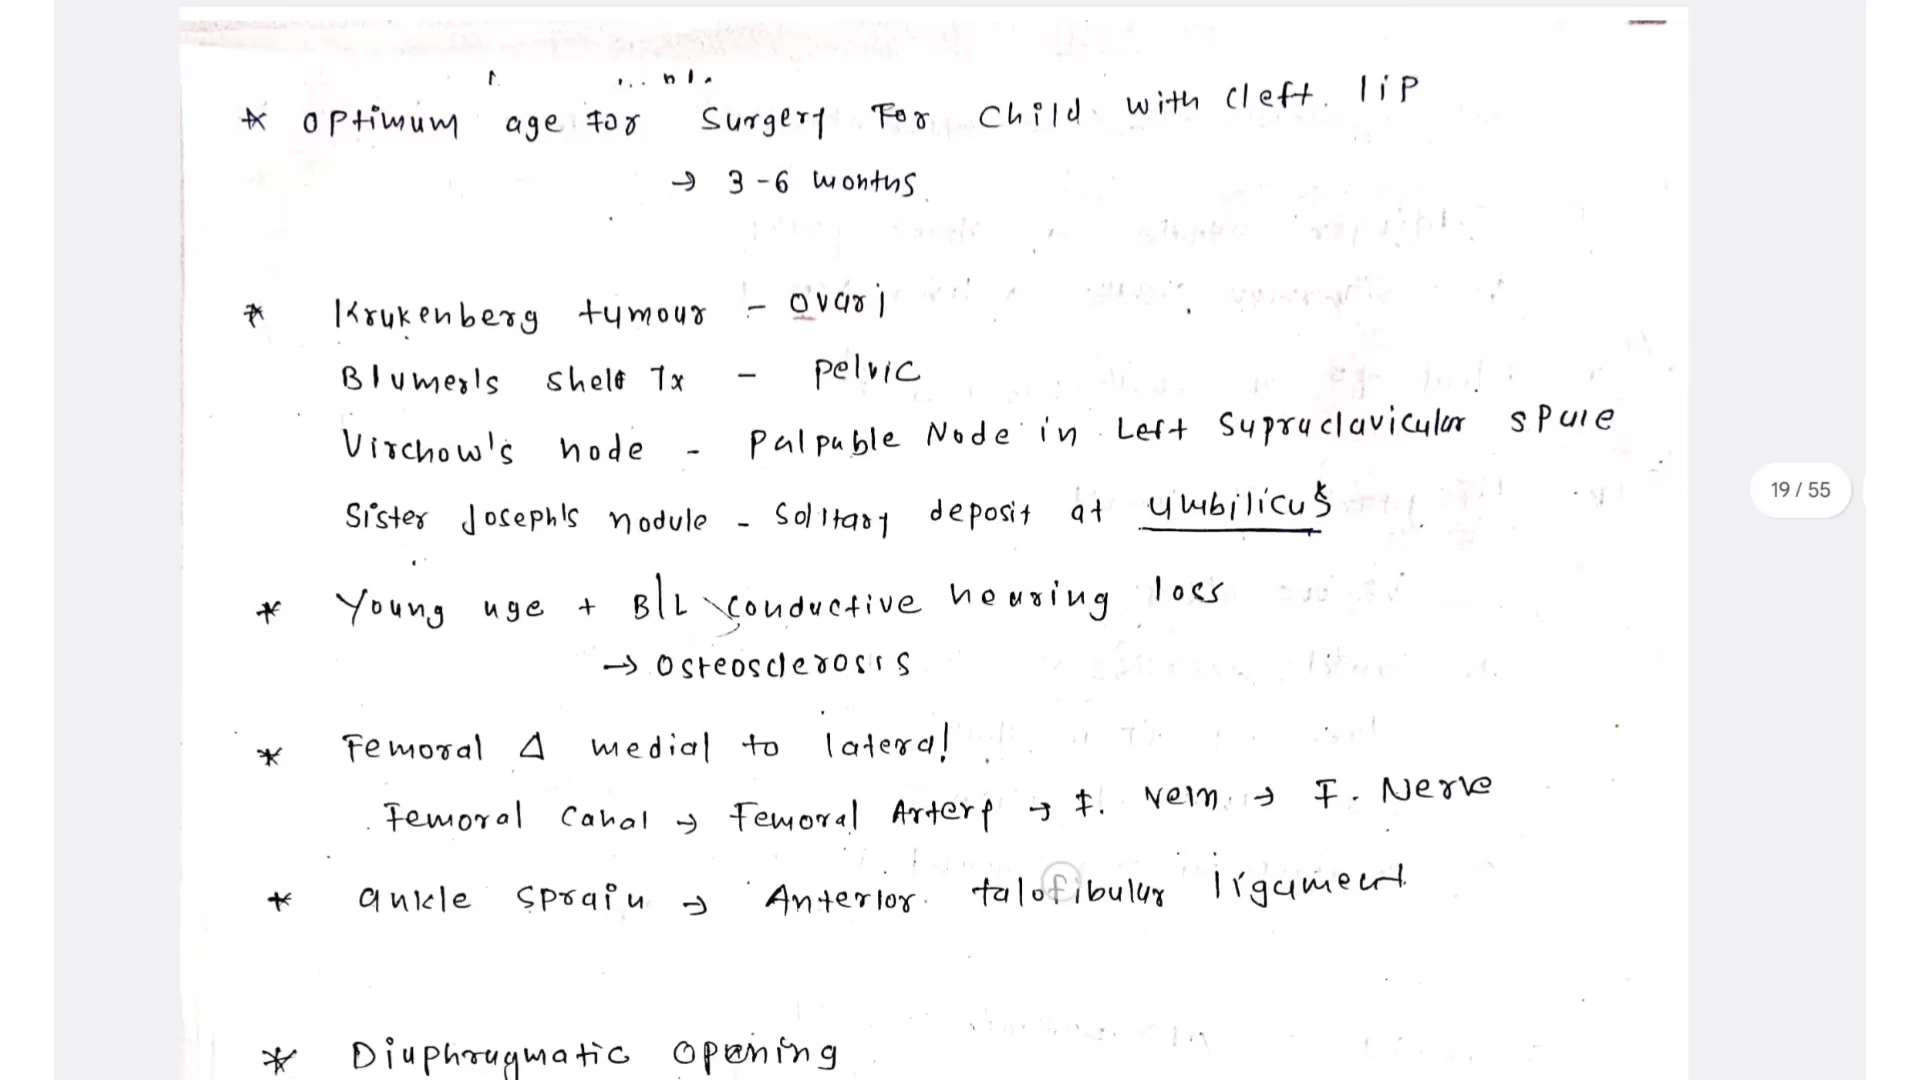 * Optimum age for Surgery For Child with cleft lip
→ 3-6 months
* Krukenberg tumour - Ovary
Blumer's shelf Tx - Pelvic
Virchow's node - Palpable Node in Left Supraclavicular space
Sister Joseph's nodule - Solitary deposit at umbilicus
* Young age + B/L conductive hearing loss
→ Osteosclerosis
* Femoral Δ medial to lateral
Femoral Canal → Femoral Artery → F. Vein → F. Nerve
19 / 55
* ankle sprain → Anterior talofibular ligament
* Diaphragmatic Opening